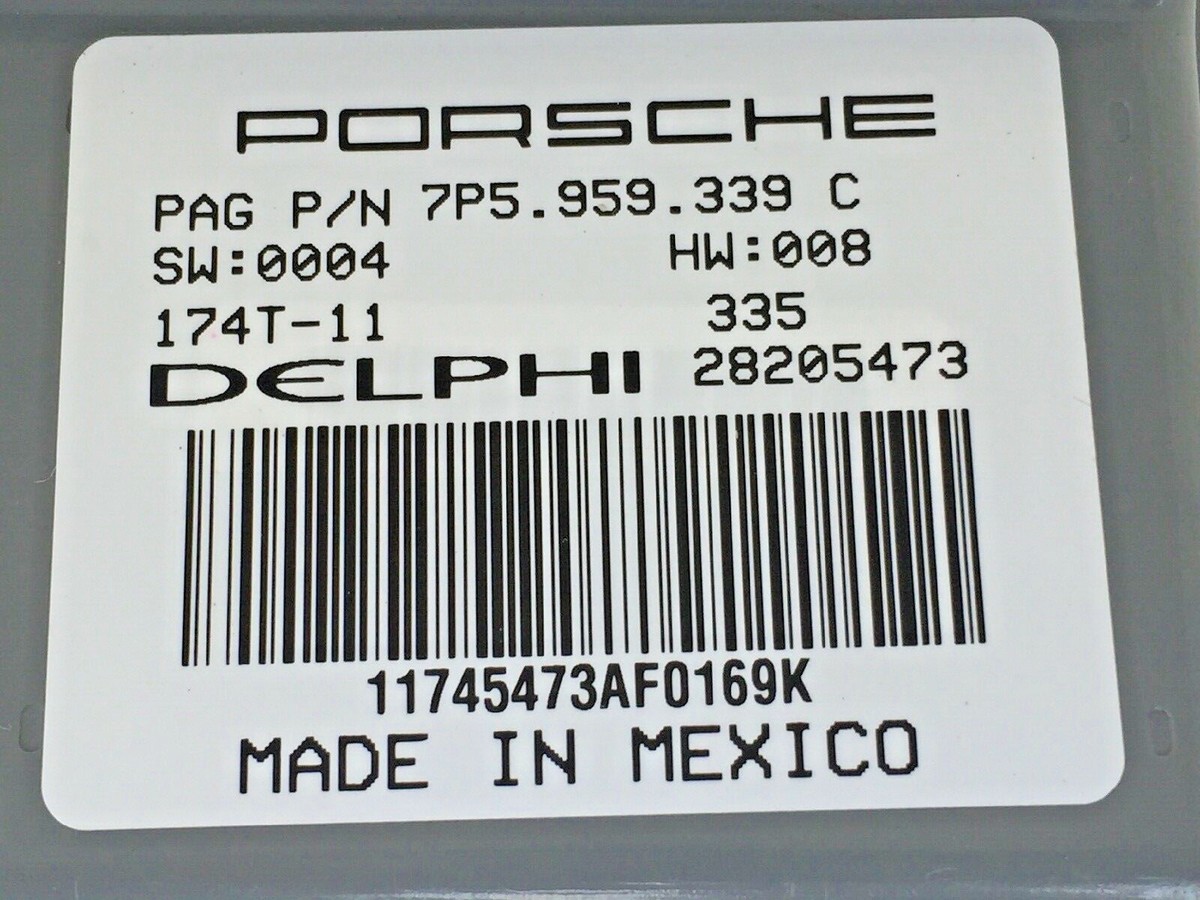 PORSCHE
PAG P/N 7P5.959.339 C
SW:0004 HW:008
174T-11 335
DELPHI 28205473
11745473AF0169K
MADE IN MEXICO